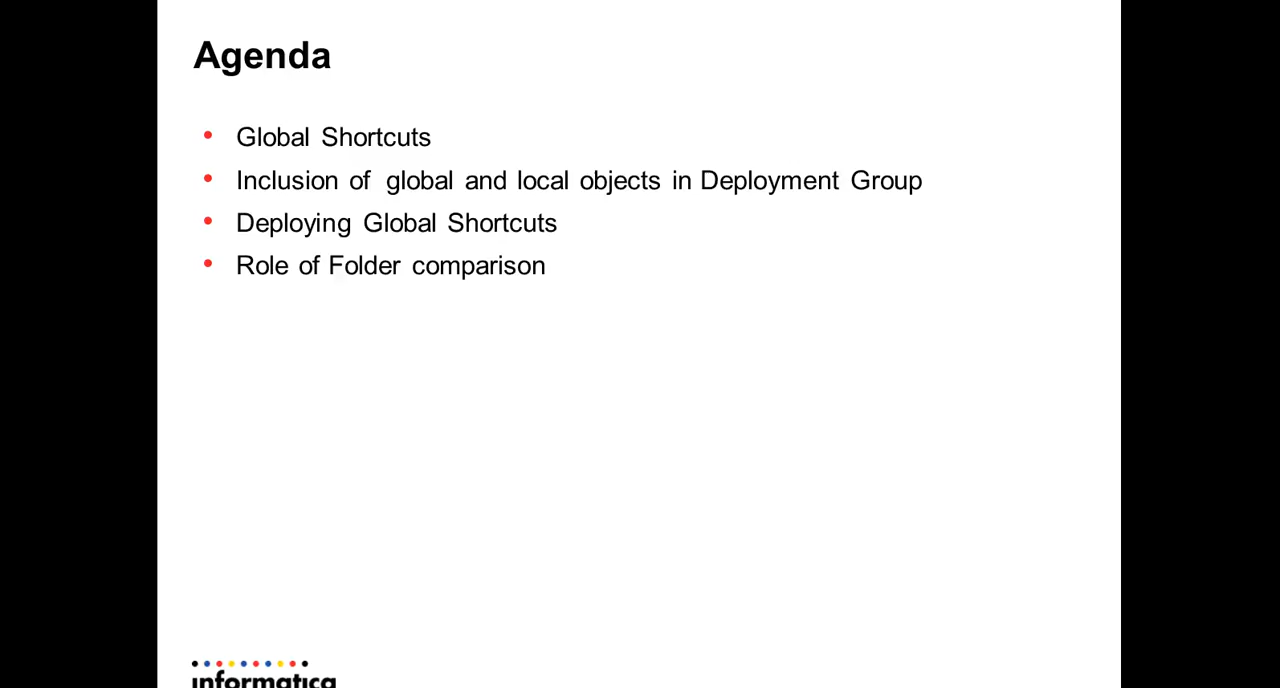 Agenda
Global Shortcuts
Inclusion of global and local objects in Deployment Group
Deploying Global Shortcuts
Role of Folder comparison
informatica